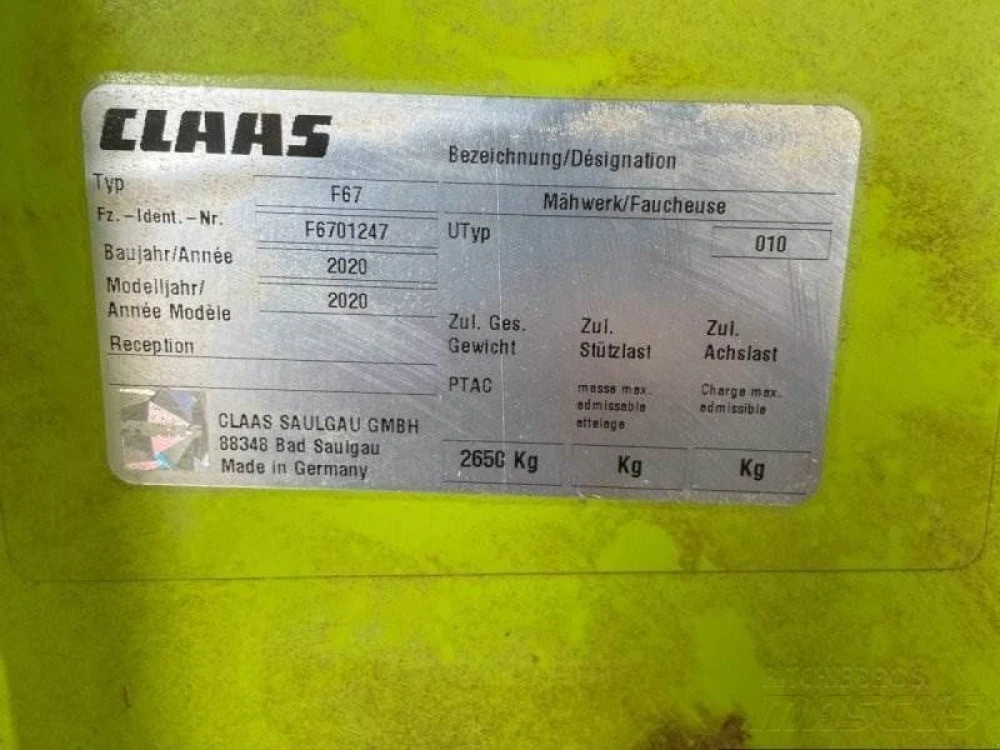 CLAAS
Typ F67
Fz.-Ident.-Nr. F6701247
Baujahr/Année 2020
Modelljahr/
Année Modèle 2020
Reception
CLAAS SAULGAU GMBH
88348 Bad Saulgau
Made in Germany
Bezeichnung/Désignation
Mähwerk/Faucheuse
UTyp 010
Zul. Ges.
Gewicht
PTAC
2650 Kg
Zul.
Stützlast
masse max.
admissable
attelage
Kg
Zul.
Achslast
Charge max.
admissible
Kg